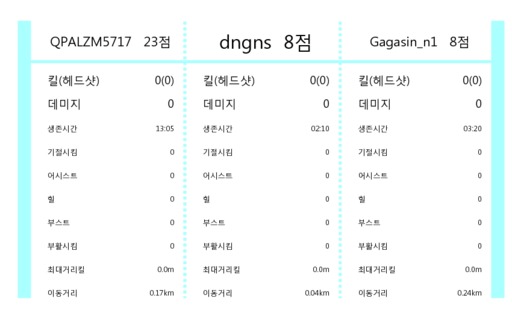 QPALZM5717 23점 dngns 8점 Gagasin_n1 8점
킬(헤드샷) 0(0) 킬(헤드샷) 0(0) 킬(헤드샷) 0(0)
데미지 0 데미지 0 데미지 0
생존시간 13:05 생존시간 02:10 생존시간 03:20
기절시킴 0 기절시킴 0 기절시킴 0
어시스트 0 어시스트 0 어시스트 0
힐 0 힐 0 힐 0
부스트 0 부스트 0 부스트 0
부활시킴 0 부활시킴 0 부활시킴 0
최대거리킬 0.0m 최대거리킬 0.0m 최대거리킬 0.0m
이동거리 0.17km 이동거리 0.04km 이동거리 0.24km